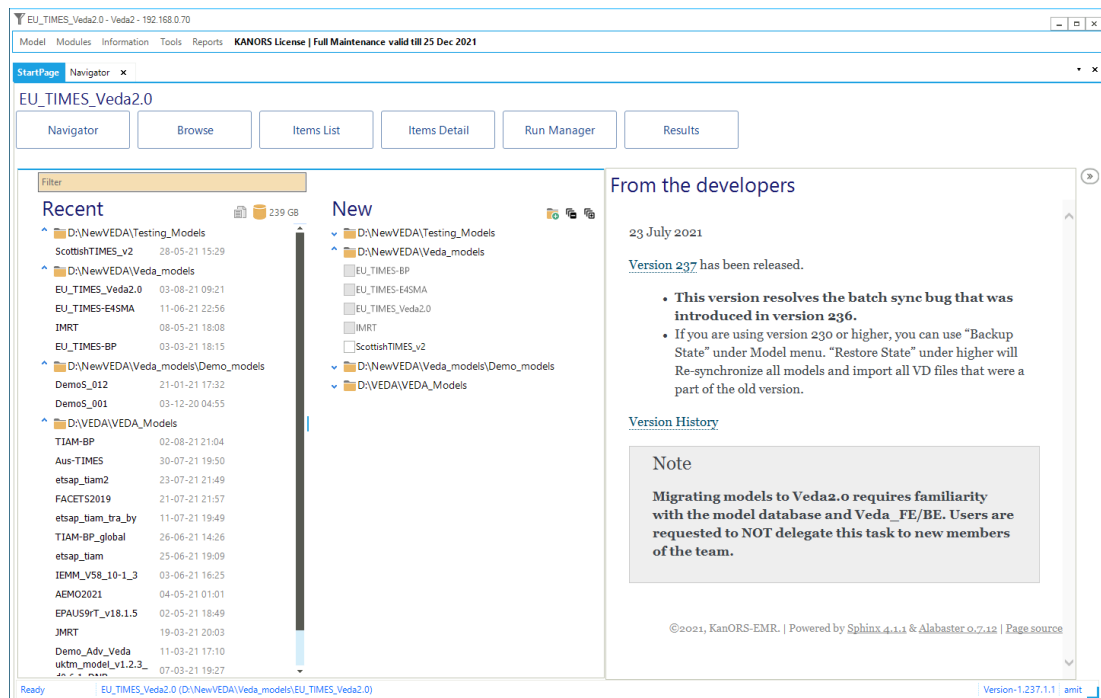 EU_TIMES_Veda2.0 - Veda2 - 192.168.0.70
Model Modules Information Tools Reports KANORS License | Full Maintenance valid till 25 Dec 2021
StartPage Navigator
EU_TIMES_Veda2.0
Navigator Browse Items List Items Detail Run Manager Results
Filter
Recent 239 GB
D:\NewVEDA\Testing_Models
ScottishTIMES_v2 28-05-21 15:29
D:\NewVEDA\Veda_models
EU_TIMES_Veda2.0 03-08-21 09:21
EU_TIMES-E4SMA 11-06-21 22:56
IMRT 08-05-21 18:08
EU_TIMES-BP 03-03-21 18:15
D:\NewVEDA\Veda_models\Demo_models
DemoS_012 21-01-21 17:32
DemoS_001 03-12-20 04:55
D:\VEDA\VEDA_Models
TIAM-BP 02-08-21 21:04
Aus-TIMES 30-07-21 19:50
etsap_tiam2 23-07-21 21:49
FACETS2019 21-07-21 21:57
etsap_tiam_tra_by 11-07-21 19:49
TIAM-BP_global 26-06-21 14:26
etsap_tiam 25-06-21 19:09
IEMM_V58_10-1_3 03-06-21 16:25
AEMO2021 04-05-21 01:01
EPAUS9rT_v18.1.5 02-05-21 18:49
JMRT 19-03-21 20:03
Demo_Adv_Veda 11-03-21 17:10
uktm_model_v1.2.3_ 07-03-21 19:27
New
D:\NewVEDA\Testing_Models
D:\NewVEDA\Veda_models
EU_TIMES-BP
EU_TIMES-E4SMA
EU_TIMES_Veda2.0
IMRT
ScottishTIMES_v2
D:\NewVEDA\Veda_models\Demo_models
D:\VEDA\VEDA_Models
From the developers
23 July 2021
Version 237 has been released.
• This version resolves the batch sync bug that was
introduced in version 236.
• If you are using version 230 or higher, you can use “Backup
State” under Model menu. “Restore State” under higher will
Re-synchronize all models and import all VD files that were a
part of the old version.
Version History
Note
Migrating models to Veda2.0 requires familiarity
with the model database and Veda_FE/BE. Users are
requested to NOT delegate this task to new members
of the team.
©2021, KanORS-EMR. | Powered by Sphinx 4.1.1 & Alabaster 0.7.12 | Page source
Ready EU_TIMES_Veda2.0 (D:\NewVEDA\Veda_models\EU_TIMES_Veda2.0) Version-1.237.1.1 amit